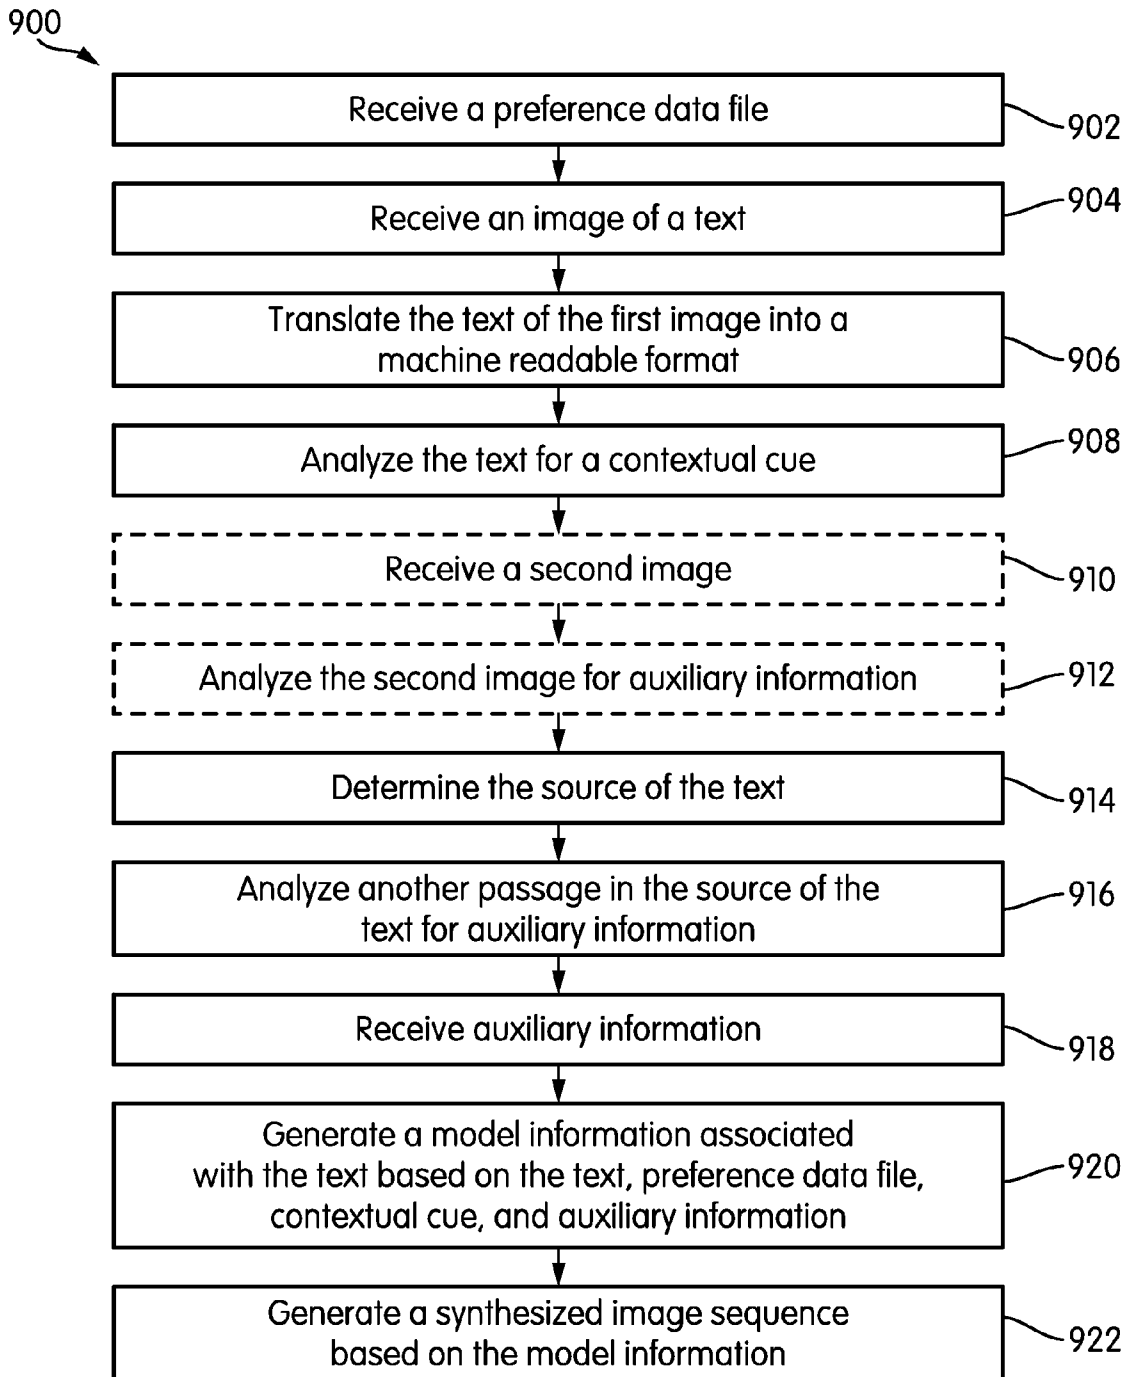 900
Receive a preference data file
902
Receive an image of a text
904
Translate the text of the first image into a
machine readable format
906
Analyze the text for a contextual cue
908
Receive a second image
910
Analyze the second image for auxiliary information
912
Determine the source of the text
914
Analyze another passage in the source of the
text for auxiliary information
916
Receive auxiliary information
918
Generate a model information associated
with the text based on the text, preference data file,
contextual cue, and auxiliary information
920
Generate a synthesized image sequence
based on the model information
922